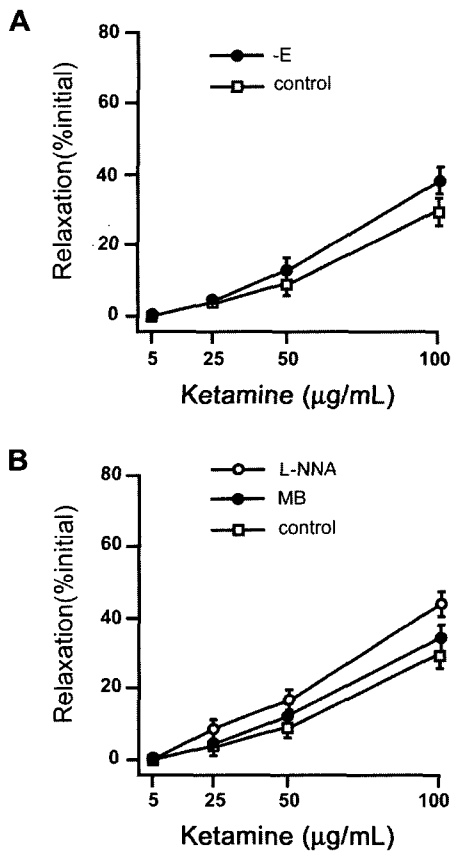 A
-E
control
Relaxation(%initial)
80
60
40
20
0
5 25 50 100
Ketamine (μg/mL)
B
L-NNA
MB
control
Relaxation(%initial)
80
60
40
20
0
5 25 50 100
Ketamine (μg/mL)